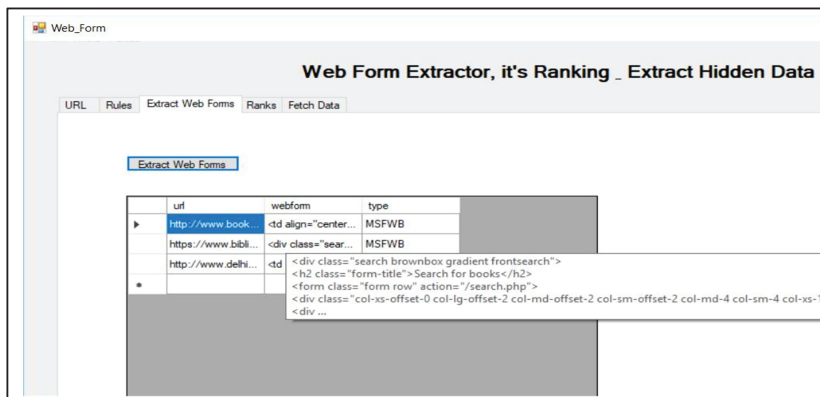 Web_Form
Web Form Extractor, it's Ranking _ Extract Hidden Data
URL Rules Extract Web Forms Ranks Fetch Data
Extract Web Forms
url webform type
http://www.book... <td align="center... MSFWB
https://www.bibli... <div class="sear... MSFWB
http://www.delhi... <td
<div class="search brownbox gradient frontsearch">
<h2 class="form-title">Search for books</h2>
<form class="form row" action="/search.php">
<div class="col-xs-offset-0 col-lg-offset-2 col-md-offset-2 col-sm-offset-2 col-md-4 col-sm-4 col-xs-1
<div ...